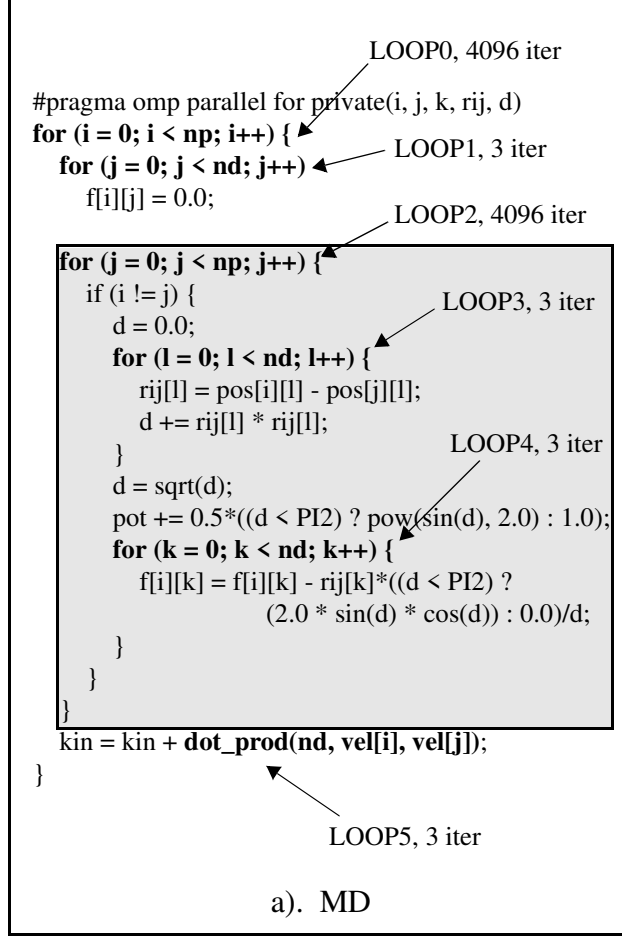 LOOP0, 4096 iter
#pragma omp parallel for private(i, j, k, rij, d)
for (i = 0; i < np; i++) {
LOOP1, 3 iter
for (j = 0; j < nd; j++)
f[i][j] = 0.0;
LOOP2, 4096 iter
for (j = 0; j < np; j++) {
if (i != j) {
LOOP3, 3 iter
d = 0.0;
for (l = 0; l < nd; l++) {
rij[l] = pos[i][l] - pos[j][l];
d += rij[l] * rij[l];
}
LOOP4, 3 iter
d = sqrt(d);
pot += 0.5*((d < PI2) ? pow(sin(d), 2.0) : 1.0);
for (k = 0; k < nd; k++) {
f[i][k] = f[i][k] - rij[k]*((d < PI2) ?
(2.0 * sin(d) * cos(d)) : 0.0)/d;
}
}
}
kin = kin + dot_prod(nd, vel[i], vel[j]);
}
LOOP5, 3 iter
a). MD